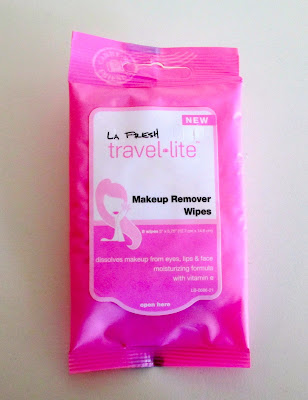 NEW
LA FRESH
travel·lite™
Makeup Remover
Wipes
dissolves makeup from eyes, lips & face
moisturizing formula
with vitamin e
open here